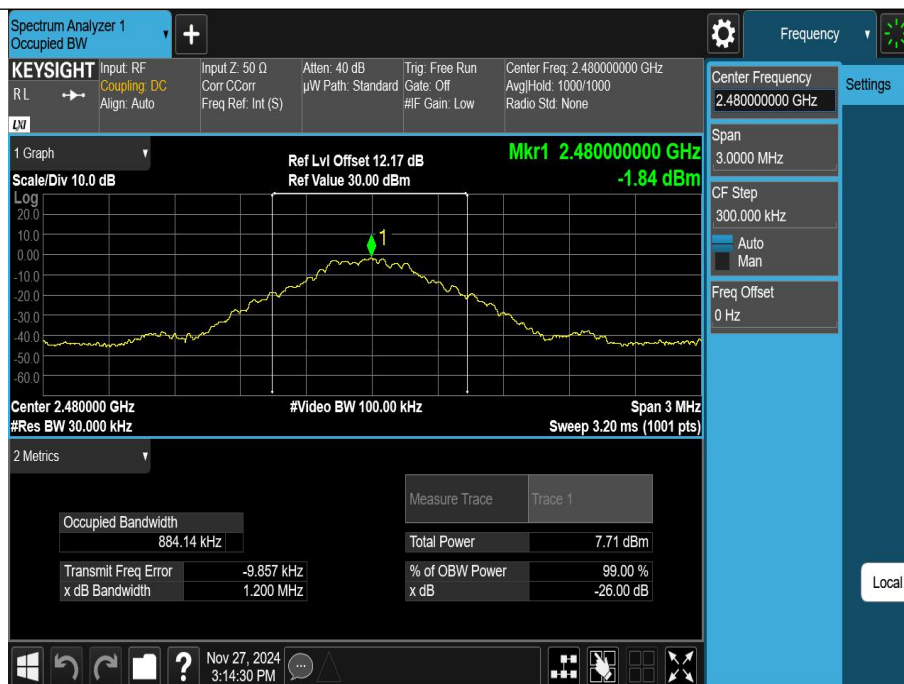 Spectrum Analyzer 1
Occupied BW
+
Frequency
KEYSIGHT
Input: RF
Input Z: 50 Ω
Atten: 40 dB
Trig: Free Run
Center Freq: 2.480000000 GHz
R L
Coupling: DC
Corr CCorr
µW Path: Standard
Gate: Off
Avg|Hold: 1000/1000
Align: Auto
Freq Ref: Int (S)
#IF Gain: Low
Radio Std: None
LXI
Center Frequency
2.480000000 GHz
Settings
Span
3.0000 MHz
CF Step
300.000 kHz
Auto
Man
Freq Offset
0 Hz
Local
1 Graph
Ref Lvl Offset 12.17 dB
Mkr1 2.480000000 GHz
Scale/Div 10.0 dB
Ref Value 30.00 dBm
-1.84 dBm
Log
20.0
10.0
1
0.00
-10.0
-20.0
-30.0
-40.0
-50.0
-60.0
Center 2.480000 GHz
#Video BW 100.00 kHz
Span 3 MHz
#Res BW 30.000 kHz
Sweep 3.20 ms (1001 pts)
2 Metrics
Measure Trace
Trace 1
Occupied Bandwidth
884.14 kHz
Total Power
7.71 dBm
Transmit Freq Error
-9.857 kHz
% of OBW Power
99.00 %
x dB Bandwidth
1.200 MHz
x dB
-26.00 dB
?
Nov 27, 2024
3:14:30 PM